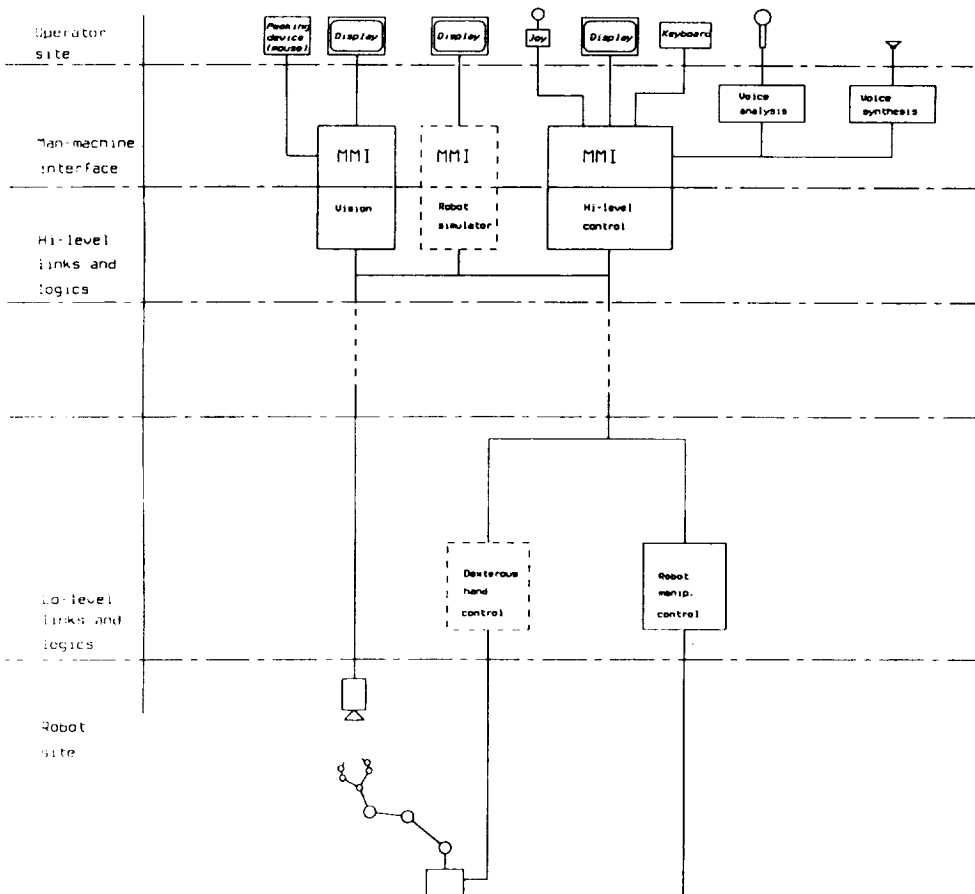 Operator
site
Peaking
device
(mouse)
Display
Display
Joy
Display
Keyboard
Voice
analysis
Voice
synthesis
Man-machine
interface
MMI
MMI
MMI
Vision
Robot
simulator
Hi-level
control
Hi-level
links and
logics
Dexterous
hand
control
Robot
manip.
control
Lo-level
links and
logics
Robot
site